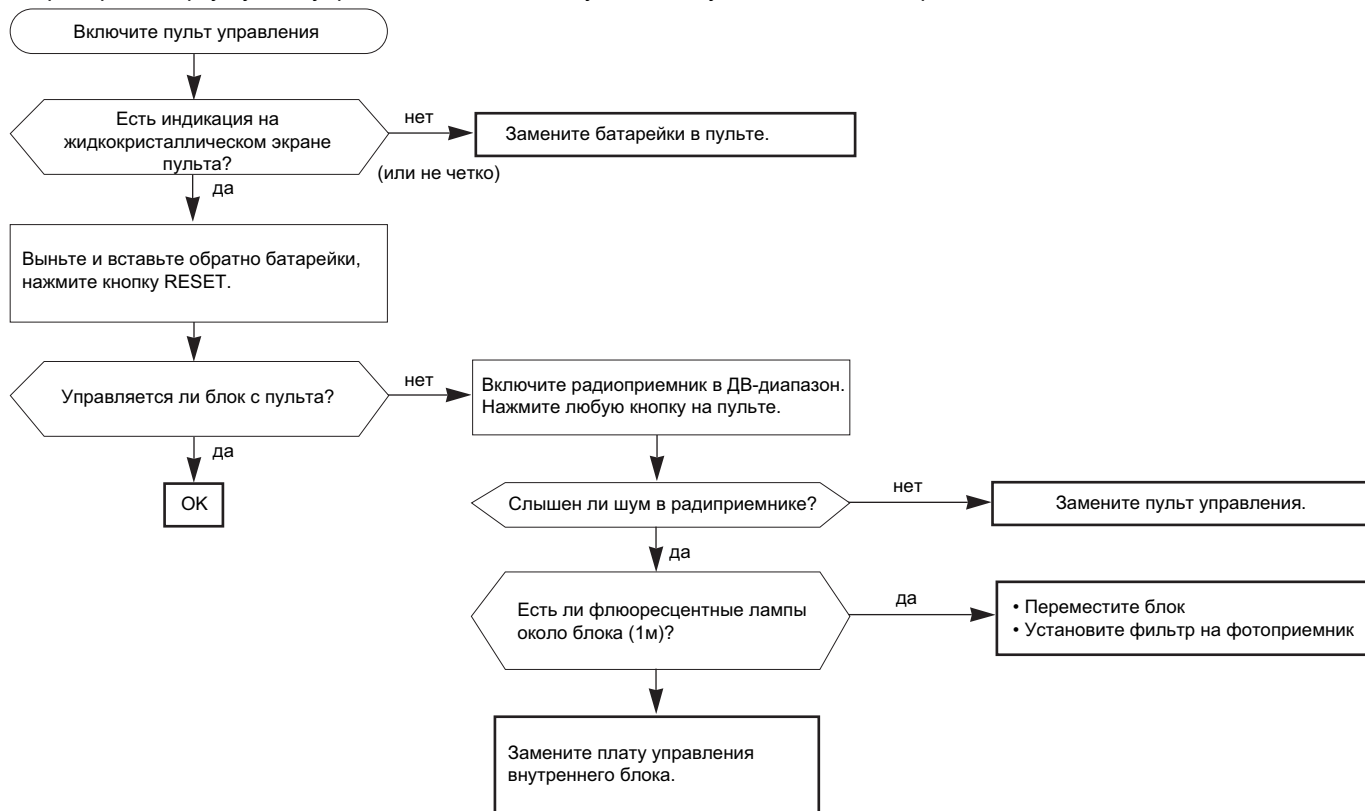 Включите пульт управления
Есть индикация на
жидкокристаллическом экране
пульта?
нет
(или не четко)
Замените батарейки в пульте.
да
Выньте и вставьте обратно батарейки,
нажмите кнопку RESET.
Управляется ли блок с пульта?
нет
Включите радиоприемник в ДВ-диапазон.
Нажмите любую кнопку на пульте.
да
OK
Слышен ли шум в радиприемнике?
нет
Замените пульт управления.
да
Есть ли флюоресцентные лампы
около блока (1м)?
да
• Переместите блок
• Установите фильтр на фотоприемник
Замените плату управления
внутреннего блока.